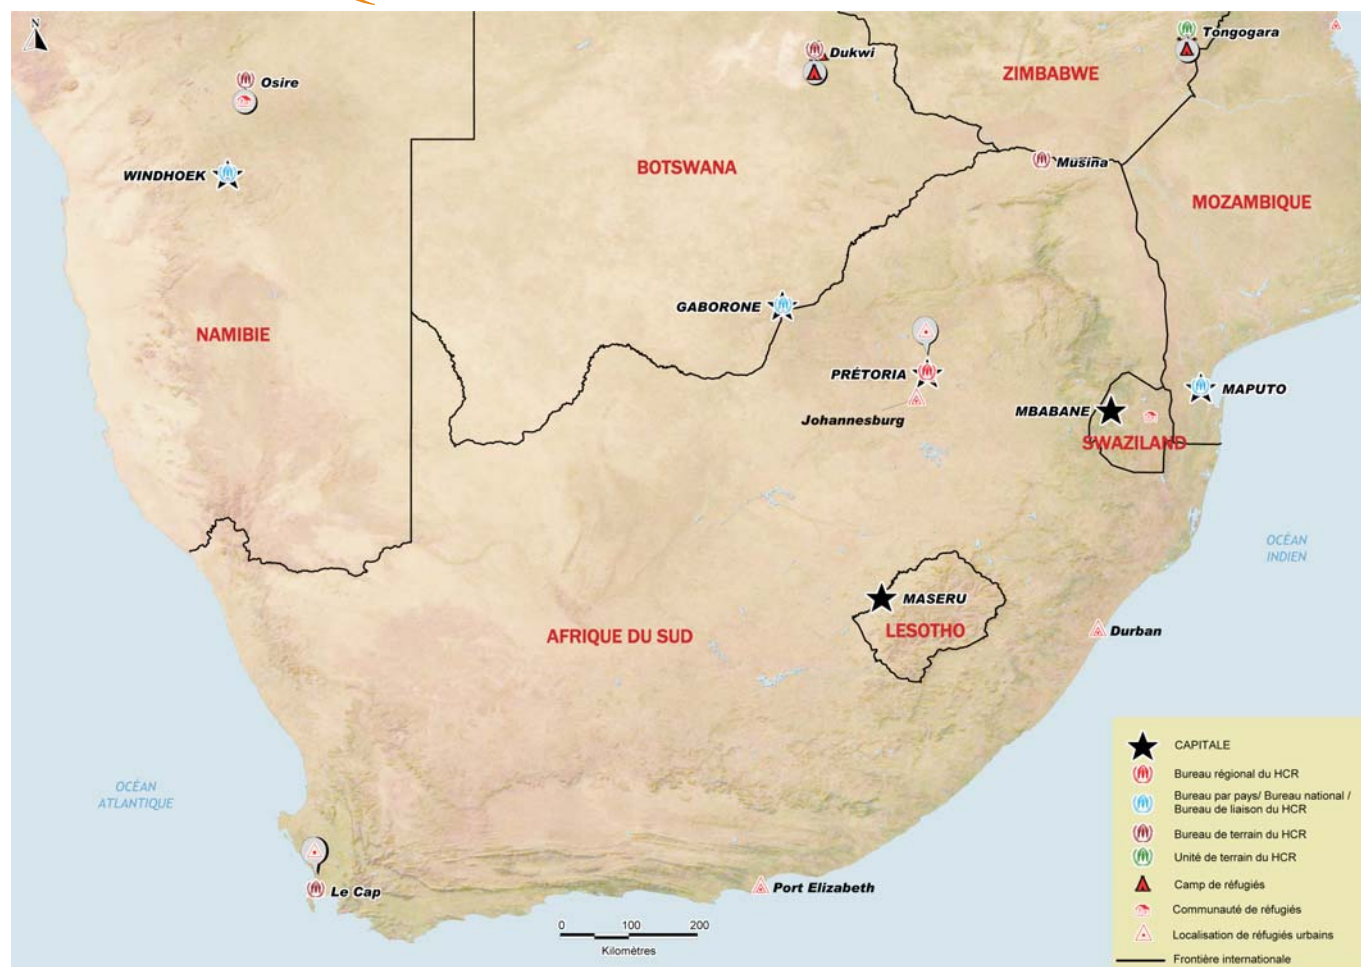 N
Tongogara
Dukwi
ZIMBABWE
Osire
Musina
BOTSWANA
WINDHOEK
MOZAMBIQUE
GABORONE
NAMIBIE
PRÉTORIA
MAPUTO
MBABANE
Johannesburg
SWAZILAND
OCÉAN
INDIEN
MASERU
LESOTHO
AFRIQUE DU SUD
Durban
OCÉAN
ATLANTIQUE
Le Cap
Port Elizabeth
0 100 200
Kilomètres
CAPITALE
Bureau régional du HCR
Bureau par pays/ Bureau national /
Bureau de liaison du HCR
Bureau de terrain du HCR
Unité de terrain du HCR
Camp de réfugiés
Communauté de réfugiés
Localisation de réfugiés urbains
Frontière internationale